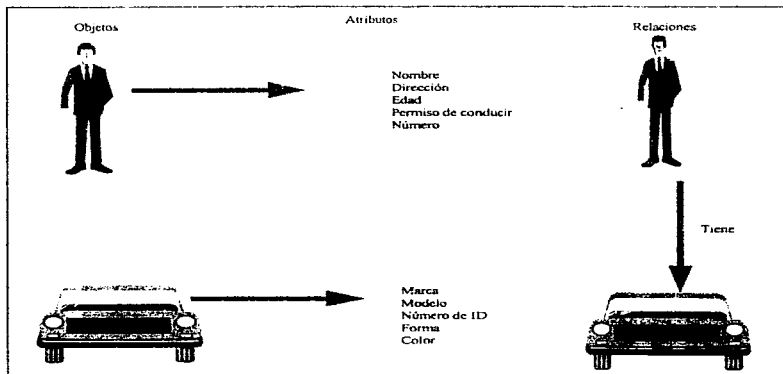 Objetos
Atributos
Relaciones
Nombre
Dirección
Edad
Permiso de conducir
Número
Tiene
Marca
Modelo
Número de ID
Forma
Color